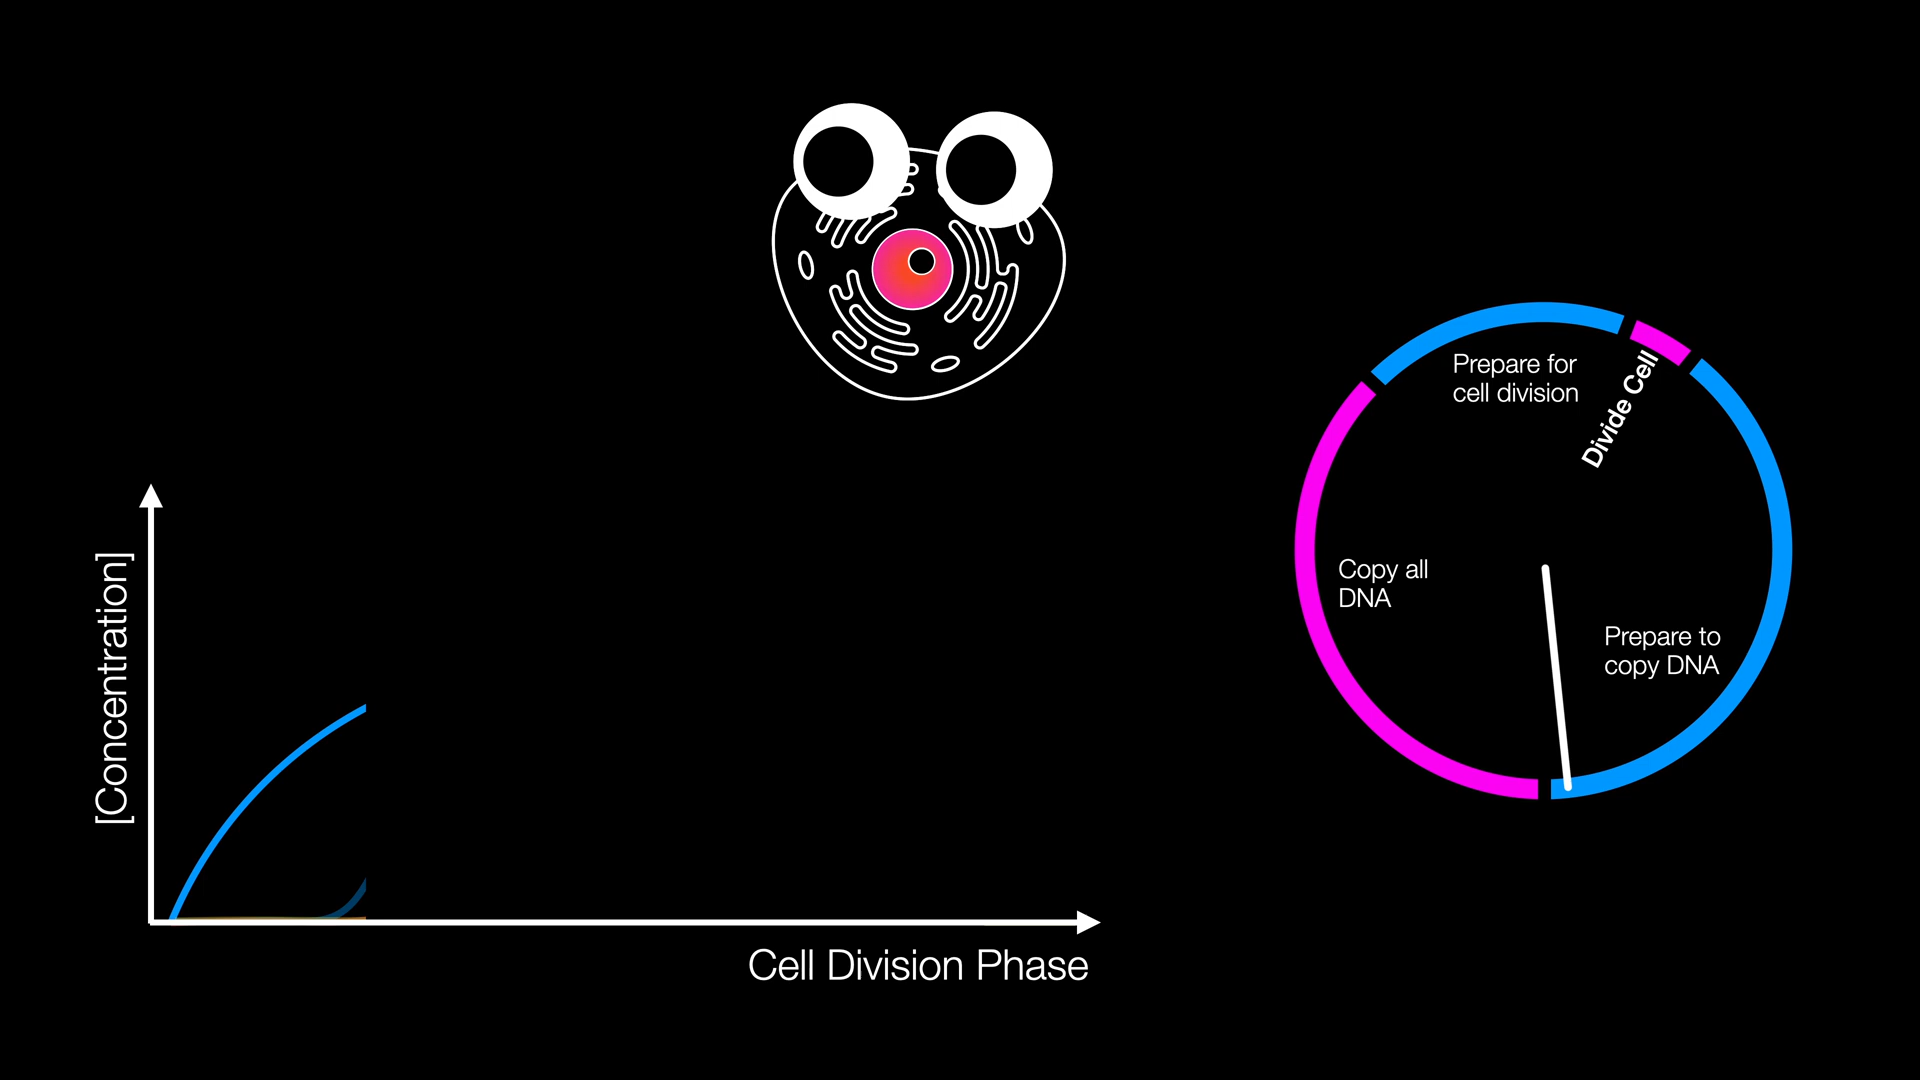 Prepare for
cell division
Divide Cell
Copy all
DNA
Prepare to
copy DNA
[Concentration]
Cell Division Phase